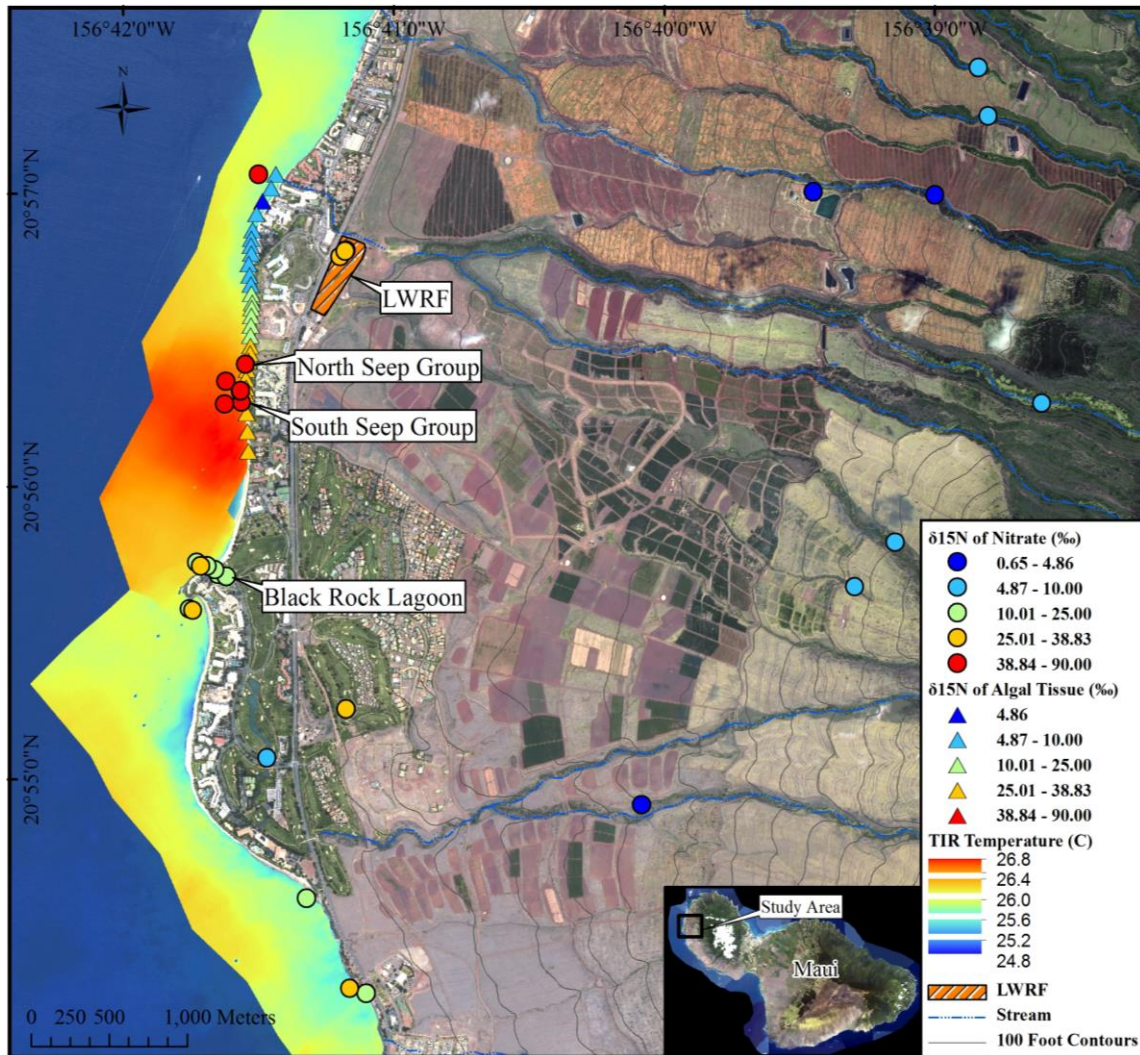 156°42'0"W
156°41'0"W
156°40'0"W
156°39'0"W
N
20°57'0"N
LWRF
North Seep Group
South Seep Group
20°56'0"N
Black Rock Lagoon
20°55'0"N
0 250 500 1,000 Meters
Study Area
Maui
δ15N of Nitrate (‰)
0.65 - 4.86
4.87 - 10.00
10.01 - 25.00
25.01 - 38.83
38.84 - 90.00
δ15N of Algal Tissue (‰)
4.86
4.87 - 10.00
10.01 - 25.00
25.01 - 38.83
38.84 - 90.00
TIR Temperature (C)
26.8
26.4
26.0
25.6
25.2
24.8
LWRF
Stream
100 Foot Contours